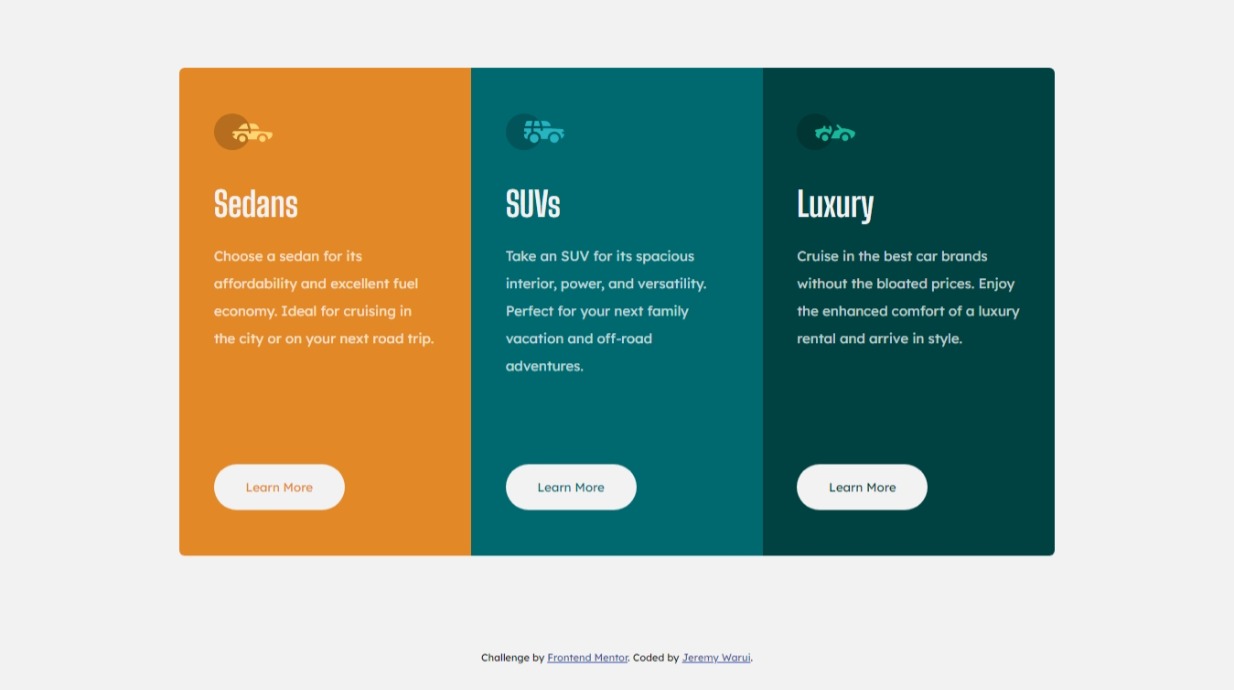 Sedans
Choose a sedan for its
affordability and excellent fuel
economy. Ideal for cruising in
the city or on your next road trip.
Learn More
SUVs
Take an SUV for its spacious
interior, power, and versatility.
Perfect for your next family
vacation and off-road
adventures.
Learn More
Luxury
Cruise in the best car brands
without the bloated prices. Enjoy
the enhanced comfort of a luxury
rental and arrive in style.
Learn More
Challenge by Frontend Mentor. Coded by Jeremy Warui.